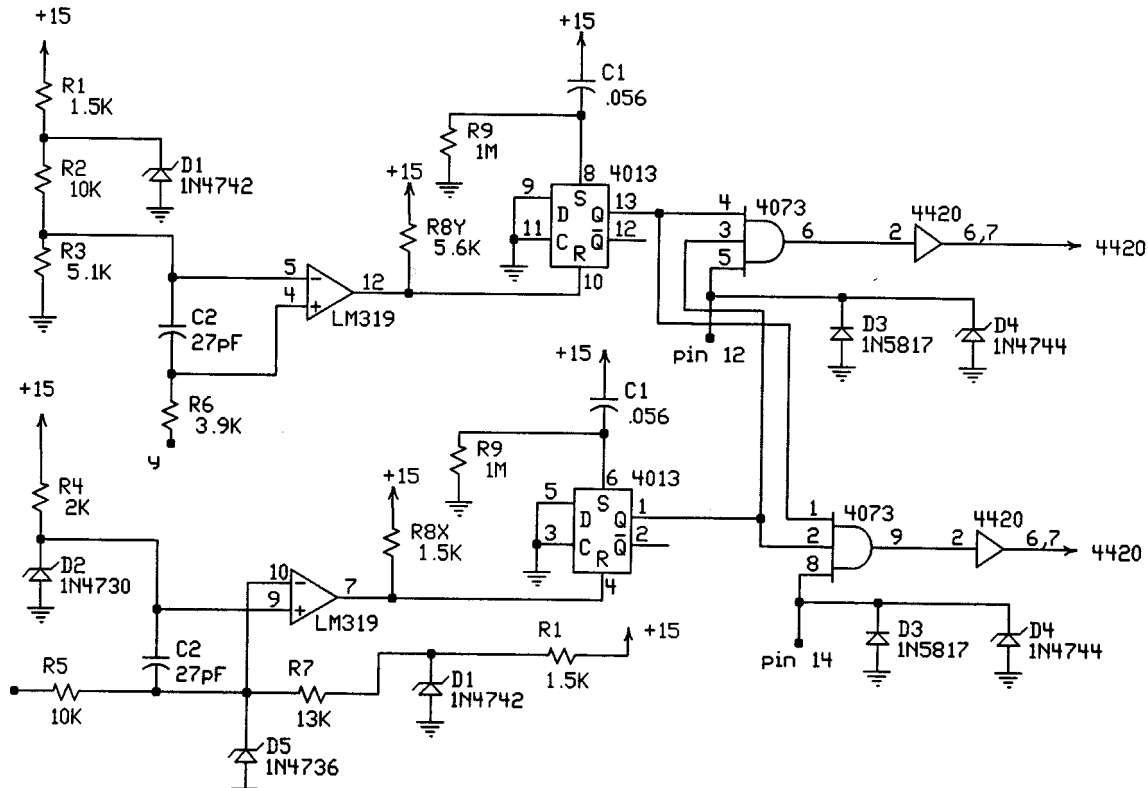 +15
R1
1.5K
R2
10K
D1
1N4742
R3
5.1K
C2
27pF
R6
3.9K
y
5
4
-
+
12
LM319
+15
R8Y
5.6K
+15
C1
.056
R9
1M
8
4013
9
11
S
D
C
R
Q
Q̅
13
12
10
4
3
5
4073
6
2
4420
6,7
4420
pin 12
D3
1N5817
D4
1N4744
+15
R4
2K
D2
1N4730
10
9
-
+
7
LM319
C2
27pF
R5
10K
R7
13K
D5
1N4736
+15
R8X
1.5K
+15
C1
.056
R9
1M
6
4013
5
3
S
D
C
R
Q
Q̅
1
2
4
D1
1N4742
R1
1.5K
+15
1
2
8
4073
9
2
4420
6,7
4420
pin 14
D3
1N5817
D4
1N4744